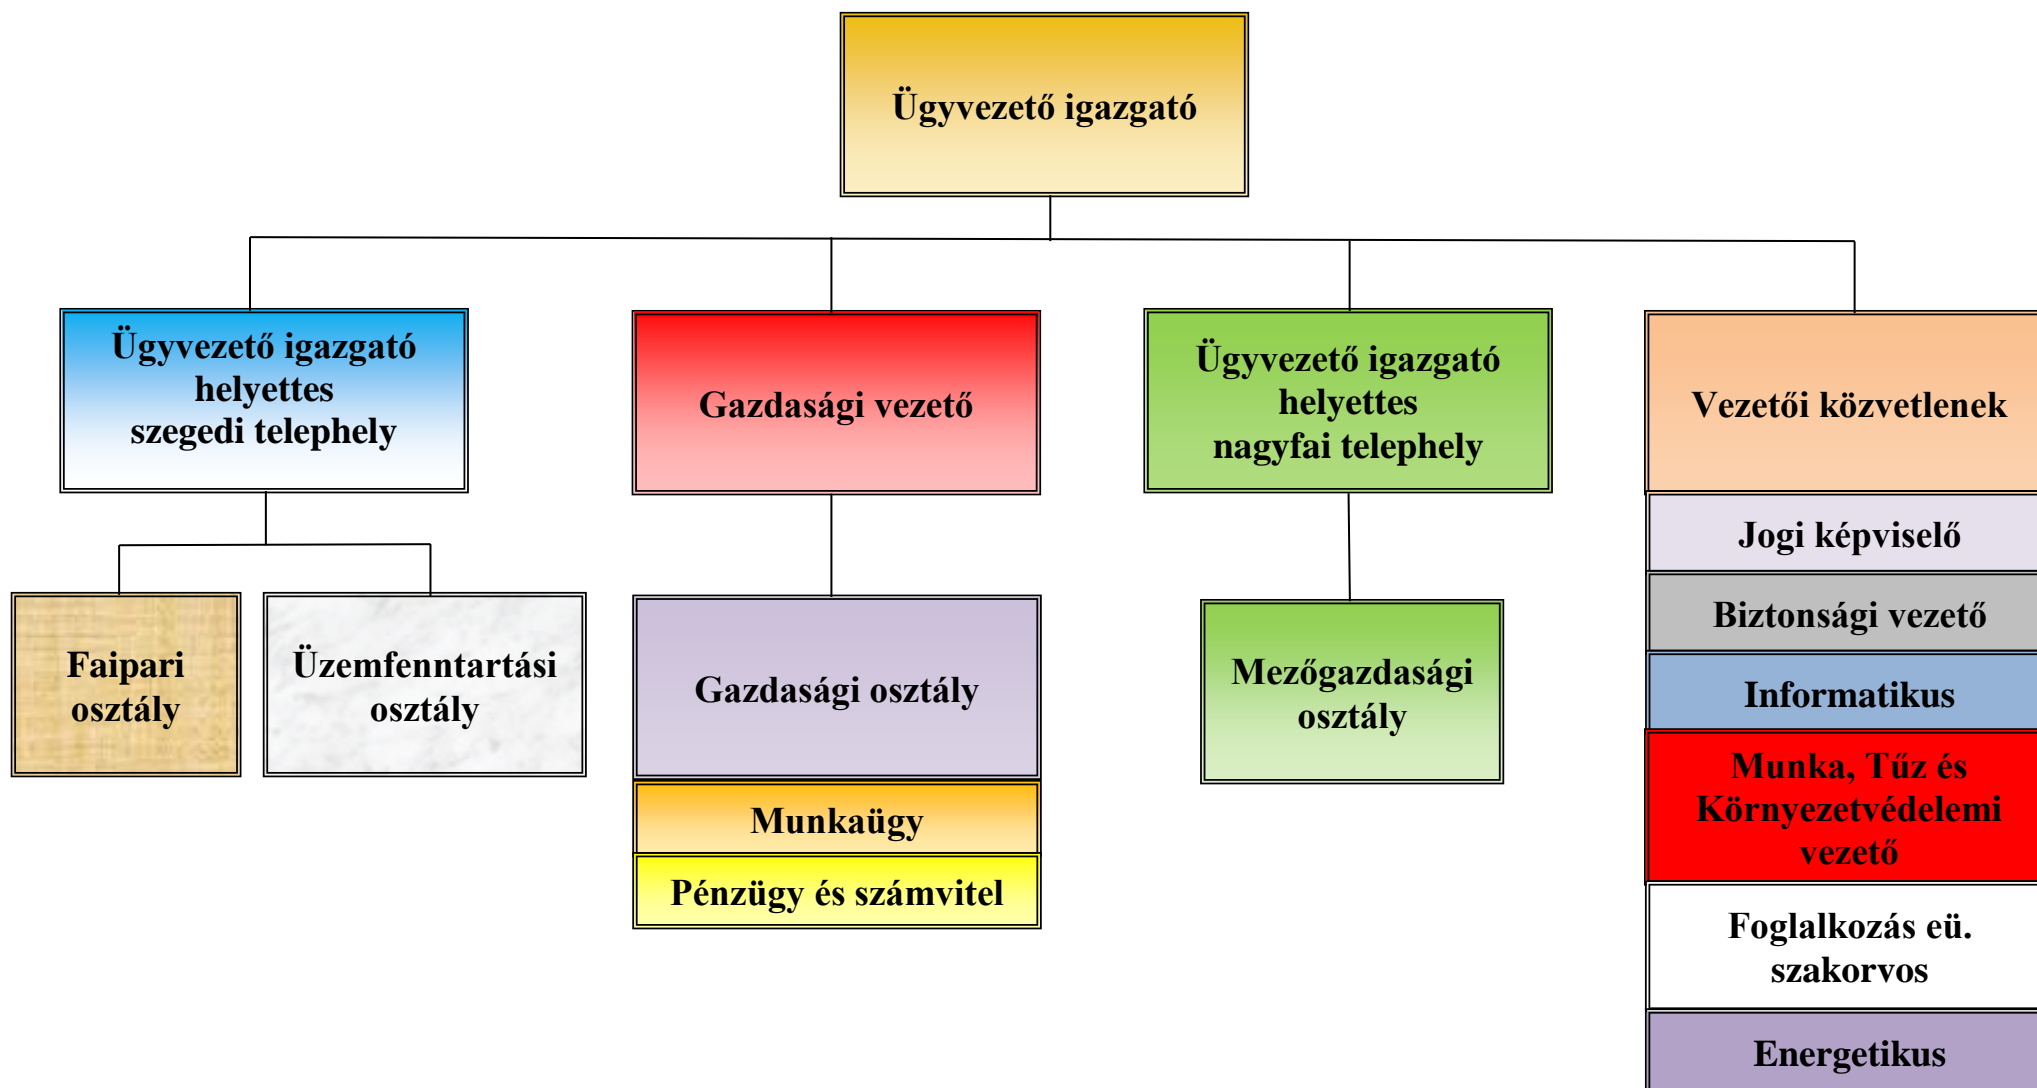 Ügyvezető igazgató
Ügyvezető igazgató
helyettes
szegedi telephely
Gazdasági vezető
Ügyvezető igazgató
helyettes
nagyfai telephely
Vezetői közvetlenek
Faipari
osztály
Üzemfenntartási
osztály
Gazdasági osztály
Munkaügy
Pénzügy és számvitel
Mezőgazdasági
osztály
Jogi képviselő
Biztonsági vezető
Informatikus
Munka, Tűz és
Környezetvédelemi
vezető
Foglalkozás eü.
szakorvos
Energetikus